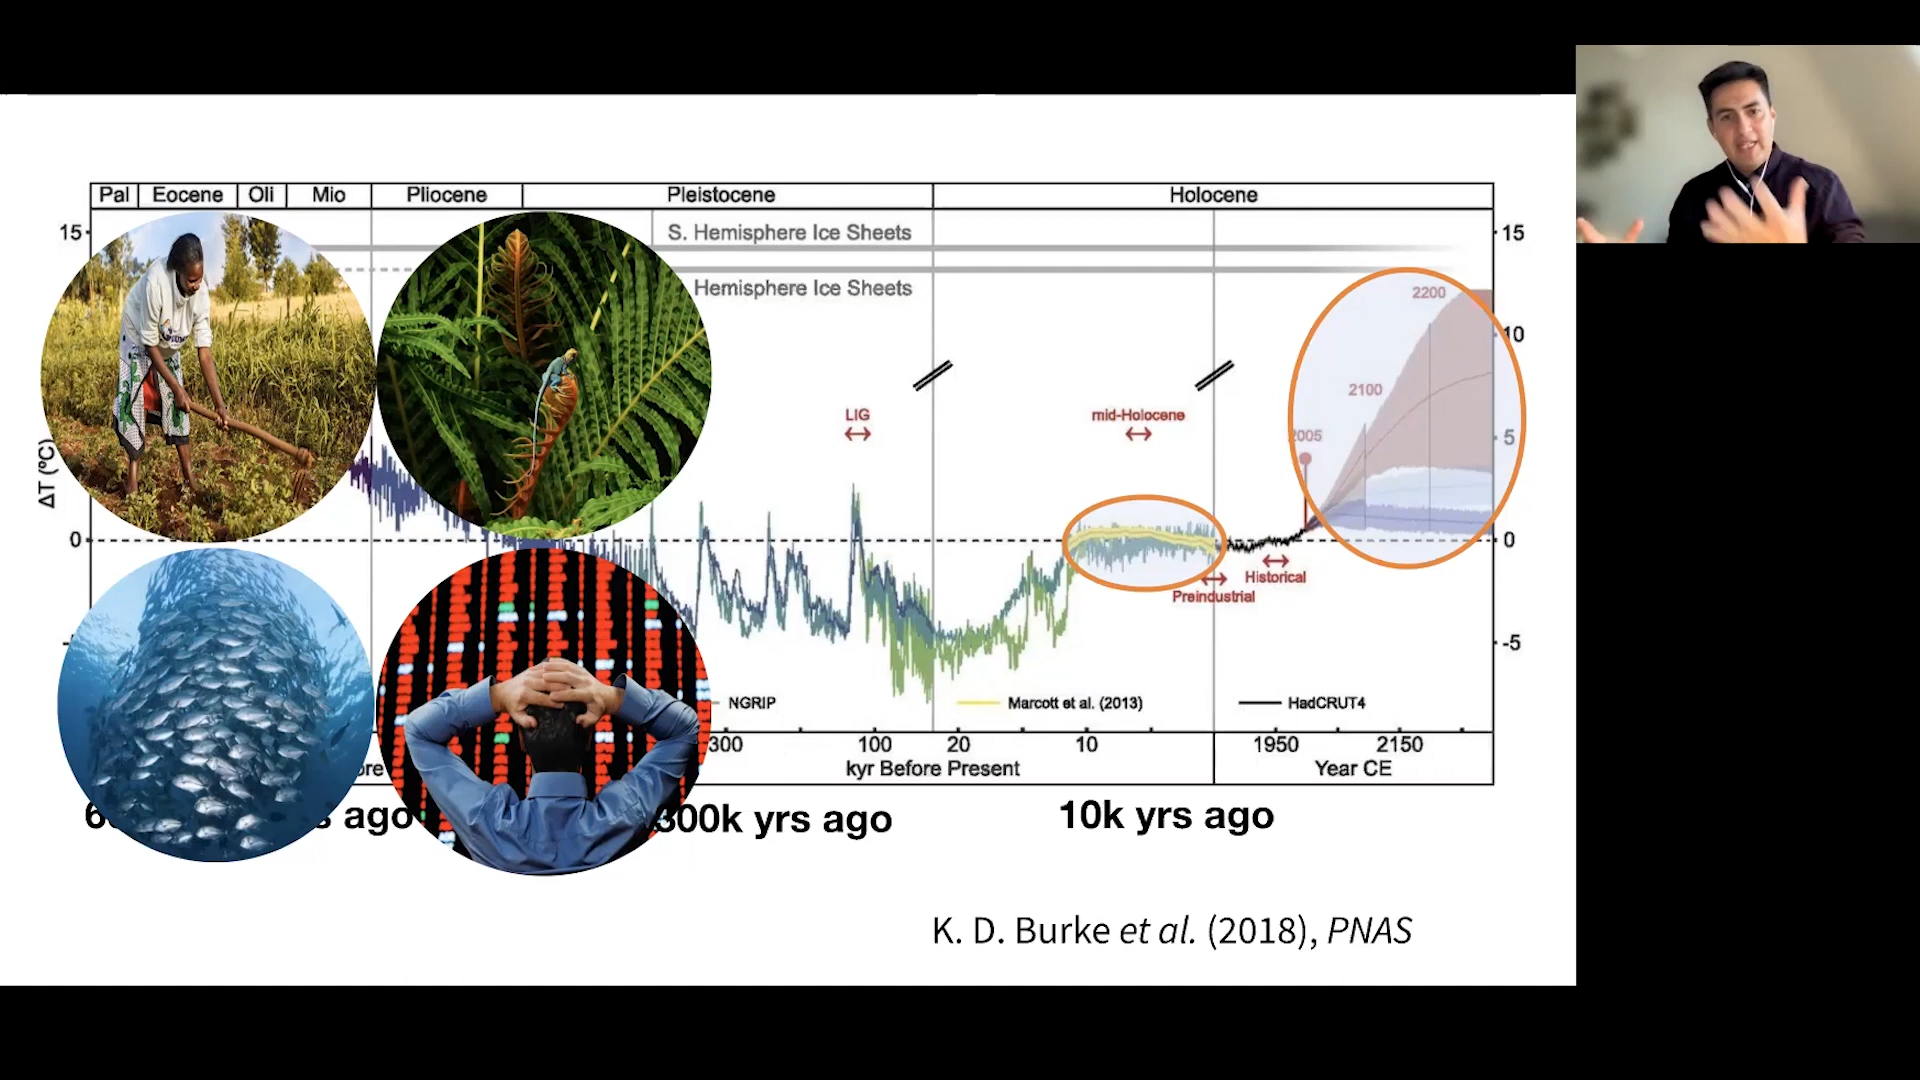 Pal Eocene Oli Mio Pliocene Pleistocene Holocene
15 S. Hemisphere Ice Sheets 15
Hemisphere Ice Sheets
2200
10
2100
LIG mid-Holocene
2005 5
ΔT (ºC)
0 0
Historical
Preindustrial
-5
NGRIP Marcott et al. (2013) HadCRUT4
300 100 20 10 1950 2150
kyr Before Present Year CE
ago 300k yrs ago 10k yrs ago
K. D. Burke et al. (2018), PNAS